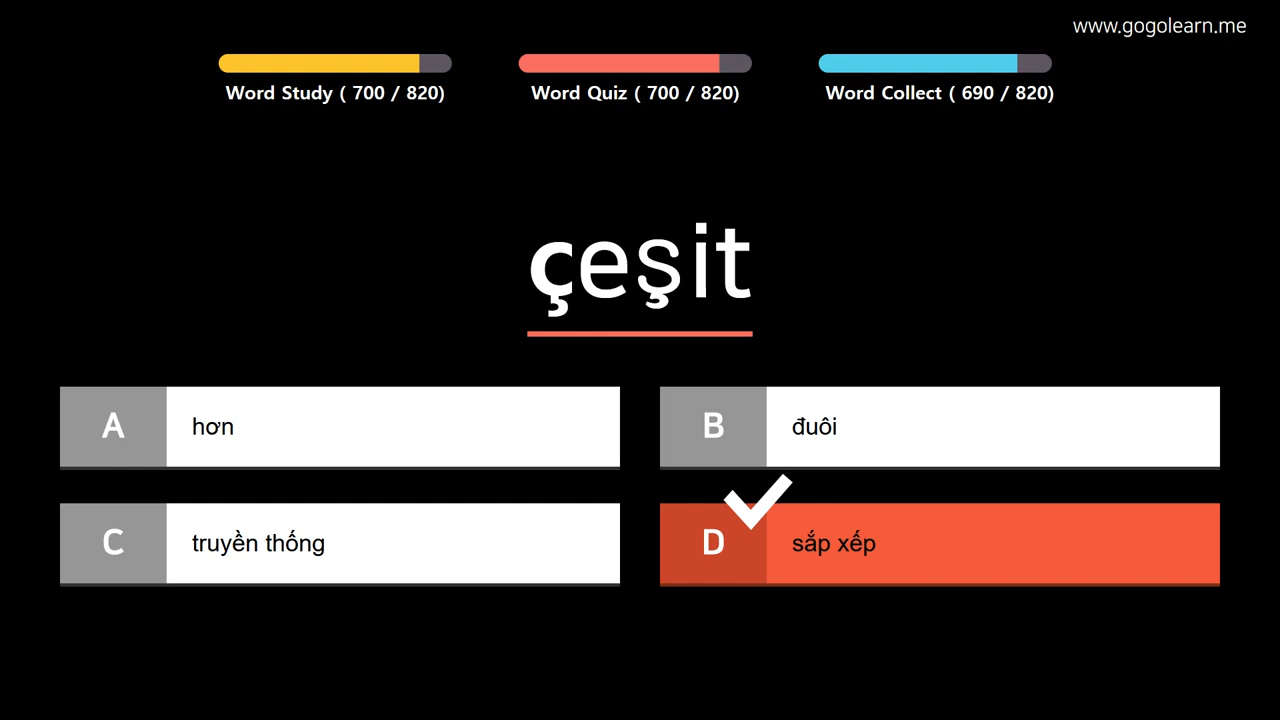 www.gogolearn.me
Word Study ( 700 / 820)
Word Quiz ( 700 / 820)
Word Collect ( 690 / 820)
çeşit
A hơn
B đuôi
C truyền thống
D sắp xếp